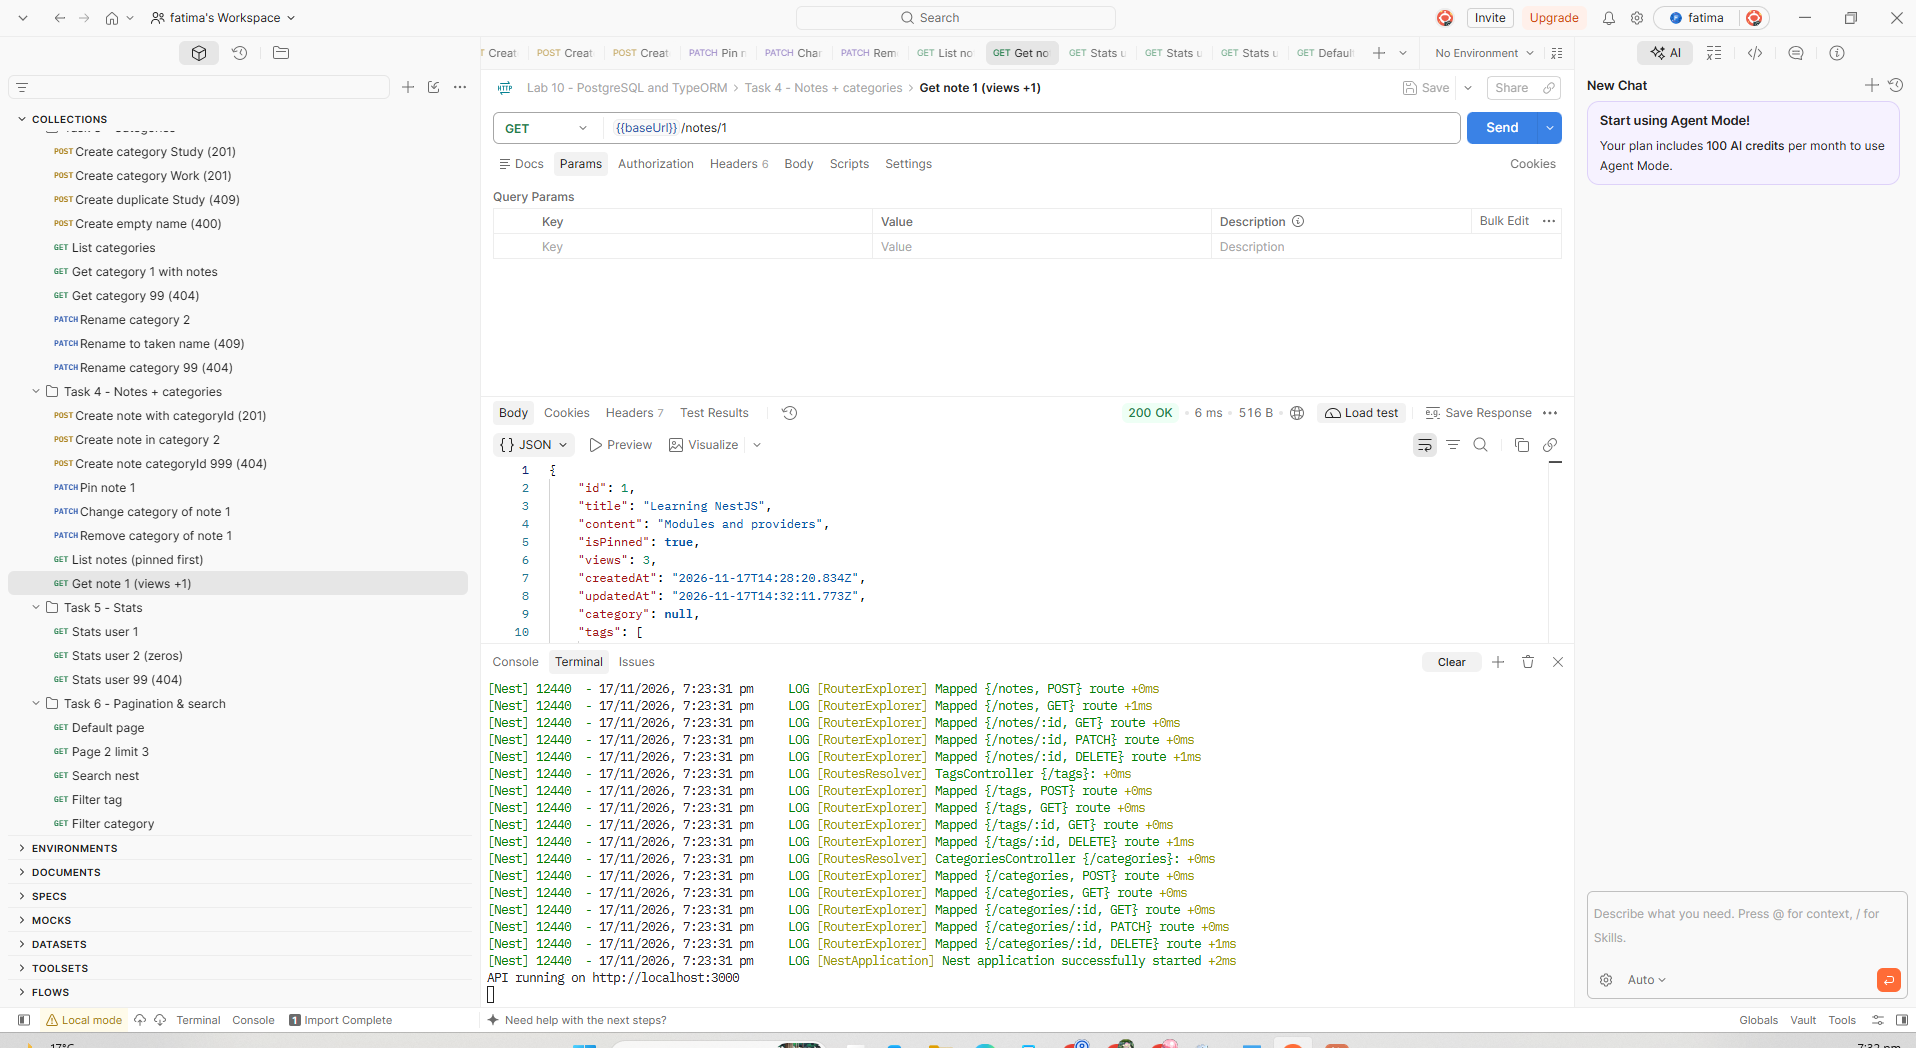 fatima's Workspace
Search
Invite
Upgrade
fatima
Creat
POST Creat
POST Create
PATCH Pin n
PATCH Cha
PATCH Rem
GET List no
GET Get no
GET Stats u
GET Stats u
GET Stats u
GET Defaul
No Environment
AI
COLLECTIONS
POST Create category Study (201)
POST Create category Work (201)
POST Create duplicate Study (409)
POST Create empty name (400)
GET List categories
GET Get category 1 with notes
GET Get category 99 (404)
PATCH Rename category 2
PATCH Rename to taken name (409)
PATCH Rename category 99 (404)
Task 4 - Notes + categories
POST Create note with categoryId (201)
POST Create note in category 2
POST Create note categoryId 999 (404)
PATCH Pin note 1
PATCH Change category of note 1
PATCH Remove category of note 1
GET List notes (pinned first)
GET Get note 1 (views +1)
Task 5 - Stats
GET Stats user 1
GET Stats user 2 (zeros)
GET Stats user 99 (404)
Task 6 - Pagination & search
GET Default page
GET Page 2 limit 3
GET Search nest
GET Filter tag
GET Filter category
ENVIRONMENTS
DOCUMENTS
SPECS
MOCKS
DATASETS
TOOLSETS
FLOWS
HTTP Lab 10 - PostgreSQL and TypeORM > Task 4 - Notes + categories > Get note 1 (views +1)
Save
Share
GET
{{baseUrl}} /notes/1
Send
Docs Params Authorization Headers 6 Body Scripts Settings
Cookies
Query Params
Key Value Description Bulk Edit
Key Value Description
Body Cookies Headers 7 Test Results
200 OK • 6 ms • 516 B
Load test
e.g. Save Response
{ } JSON Preview Visualize
1 {
2 "id": 1,
3 "title": "Learning NestJS",
4 "content": "Modules and providers",
5 "isPinned": true,
6 "views": 3,
7 "createdAt": "2026-11-17T14:28:20.834Z",
8 "updatedAt": "2026-11-17T14:32:11.773Z",
9 "category": null,
10 "tags": [
Console Terminal Issues
Clear
[Nest] 12440 - 17/11/2026, 7:23:31 pm LOG [RouterExplorer] Mapped {/notes, POST} route +0ms
[Nest] 12440 - 17/11/2026, 7:23:31 pm LOG [RouterExplorer] Mapped {/notes, GET} route +1ms
[Nest] 12440 - 17/11/2026, 7:23:31 pm LOG [RouterExplorer] Mapped {/notes/:id, GET} route +0ms
[Nest] 12440 - 17/11/2026, 7:23:31 pm LOG [RouterExplorer] Mapped {/notes/:id, PATCH} route +0ms
[Nest] 12440 - 17/11/2026, 7:23:31 pm LOG [RouterExplorer] Mapped {/notes/:id, DELETE} route +1ms
[Nest] 12440 - 17/11/2026, 7:23:31 pm LOG [RoutesResolver] TagsController {/tags}: +0ms
[Nest] 12440 - 17/11/2026, 7:23:31 pm LOG [RouterExplorer] Mapped {/tags, POST} route +0ms
[Nest] 12440 - 17/11/2026, 7:23:31 pm LOG [RouterExplorer] Mapped {/tags, GET} route +0ms
[Nest] 12440 - 17/11/2026, 7:23:31 pm LOG [RouterExplorer] Mapped {/tags/:id, GET} route +0ms
[Nest] 12440 - 17/11/2026, 7:23:31 pm LOG [RouterExplorer] Mapped {/tags/:id, DELETE} route +1ms
[Nest] 12440 - 17/11/2026, 7:23:31 pm LOG [RoutesResolver] CategoriesController {/categories}: +0ms
[Nest] 12440 - 17/11/2026, 7:23:31 pm LOG [RouterExplorer] Mapped {/categories, POST} route +0ms
[Nest] 12440 - 17/11/2026, 7:23:31 pm LOG [RouterExplorer] Mapped {/categories, GET} route +0ms
[Nest] 12440 - 17/11/2026, 7:23:31 pm LOG [RouterExplorer] Mapped {/categories/:id, GET} route +0ms
[Nest] 12440 - 17/11/2026, 7:23:31 pm LOG [RouterExplorer] Mapped {/categories/:id, PATCH} route +0ms
[Nest] 12440 - 17/11/2026, 7:23:31 pm LOG [RouterExplorer] Mapped {/categories/:id, DELETE} route +1ms
[Nest] 12440 - 17/11/2026, 7:23:31 pm LOG [NestApplication] Nest application successfully started +2ms
API running on http://localhost:3000
New Chat
Start using Agent Mode!
Your plan includes 100 AI credits per month to use
Agent Mode.
Describe what you need. Press @ for context, / for
Skills.
Auto
Local mode
Terminal
Console
1 Import Complete
Need help with the next steps?
Globals
Vault
Tools